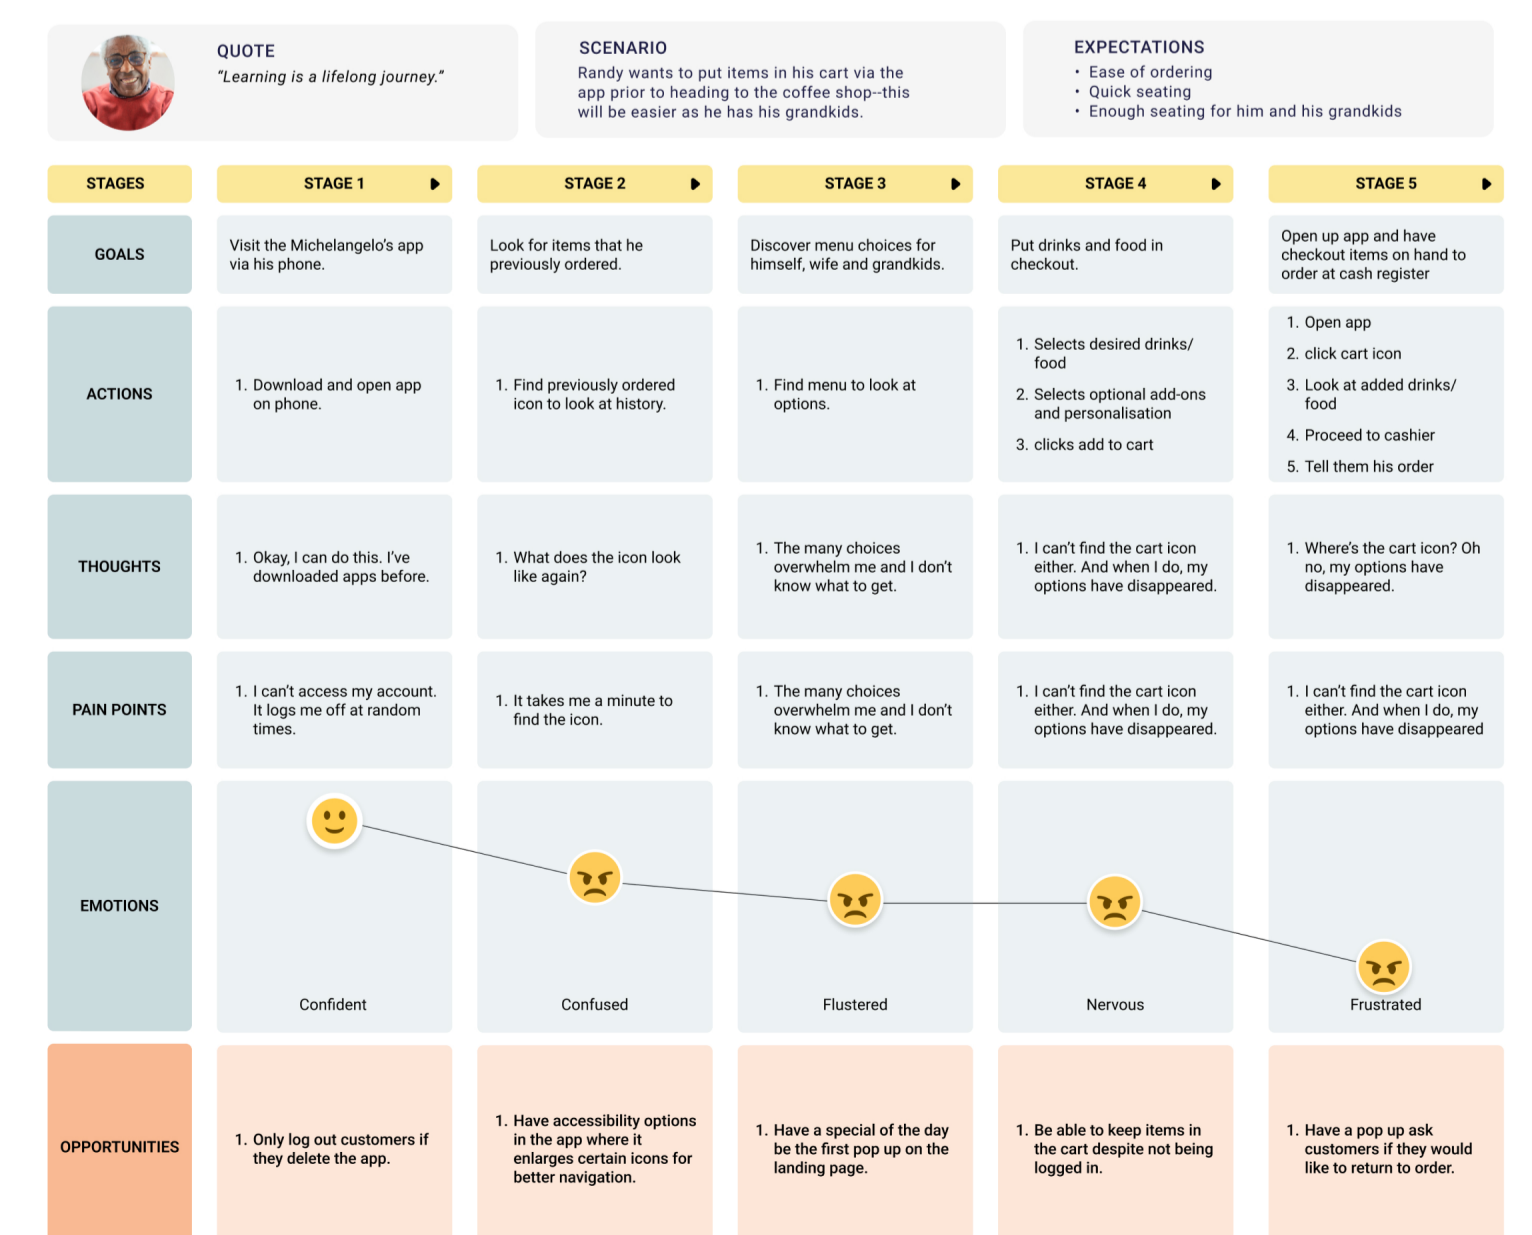 QUOTE
“Learning is a lifelong journey.”
SCENARIO
Randy wants to put items in his cart via the
app prior to heading to the coffee shop--this
will be easier as he has his grandkids.
EXPECTATIONS
• Ease of ordering
• Quick seating
• Enough seating for him and his grandkids
STAGES
STAGE 1
STAGE 2
STAGE 3
STAGE 4
STAGE 5
GOALS
Visit the Michelangelo’s app
via his phone.
Look for items that he
previously ordered.
Discover menu choices for
himself, wife and grandkids.
Put drinks and food in
checkout.
Open up app and have
checkout items on hand to
order at cash register
ACTIONS
1. Download and open app
on phone.
1. Find previously ordered
icon to look at history.
1. Find menu to look at
options.
1. Selects desired drinks/
food
2. Selects optional add-ons
and personalisation
3. clicks add to cart
1. Open app
2. click cart icon
3. Look at added drinks/
food
4. Proceed to cashier
5. Tell them his order
THOUGHTS
1. Okay, I can do this. I’ve
downloaded apps before.
1. What does the icon look
like again?
1. The many choices
overwhelm me and I don’t
know what to get.
1. I can’t find the cart icon
either. And when I do, my
options have disappeared.
1. Where’s the cart icon? Oh
no, my options have
disappeared.
PAIN POINTS
1. I can’t access my account.
It logs me off at random
times.
1. It takes me a minute to
find the icon.
1. The many choices
overwhelm me and I don’t
know what to get.
1. I can’t find the cart icon
either. And when I do, my
options have disappeared.
1. I can’t find the cart icon
either. And when I do, my
options have disappeared
EMOTIONS
Confident
Confused
Flustered
Nervous
Frustrated
OPPORTUNITIES
1. Only log out customers if
they delete the app.
1. Have accessibility options
in the app where it
enlarges certain icons for
better navigation.
1. Have a special of the day
be the first pop up on the
landing page.
1. Be able to keep items in
the cart despite not being
logged in.
1. Have a pop up ask
customers if they would
like to return to order.